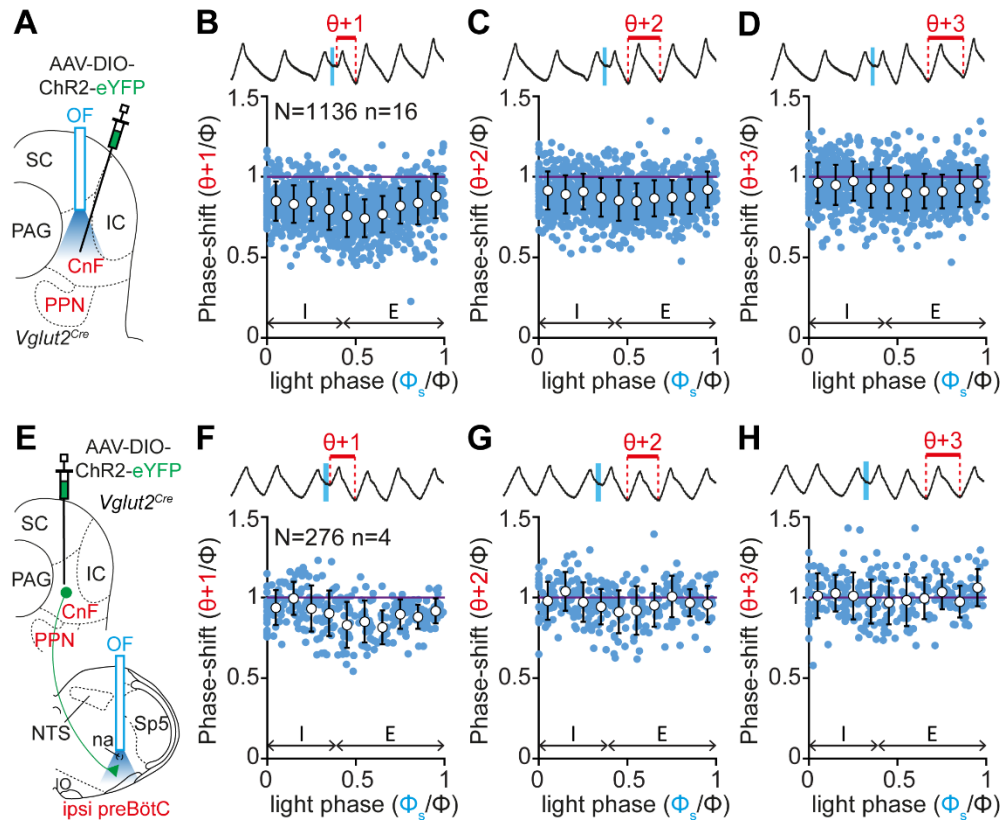 A
AAV-DIO-
ChR2-eYFP
OF
SC
PAG
IC
CnF
PPN
Vglut2Cre
B
θ+1
N=1136 n=16
Phase-shift (θ+1/Φ)
1.5
1
0.5
0
I
E
0
0.5
1
light phase (Φs/Φ)
C
θ+2
Phase-shift (θ+2/Φ)
1.5
1
0.5
0
I
E
0
0.5
1
light phase (Φs/Φ)
D
θ+3
Phase-shift (θ+3/Φ)
1.5
1
0.5
0
I
E
0
0.5
1
light phase (Φs/Φ)
E
AAV-DIO-
ChR2-eYFP
Vglut2Cre
SC
PAG
IC
CnF
PPN
OF
NTS
na
Sp5
IO
ipsi preBötC
F
θ+1
N=276 n=4
Phase-shift (θ+1/Φ)
1.5
1
0.5
0
I
E
0
0.5
1
light phase (Φs/Φ)
G
θ+2
Phase-shift (θ+2/Φ)
1.5
1
0.5
0
I
E
0
0.5
1
light phase (Φs/Φ)
H
θ+3
Phase-shift (θ+3/Φ)
1.5
1
0.5
0
I
E
0
0.5
1
light phase (Φs/Φ)